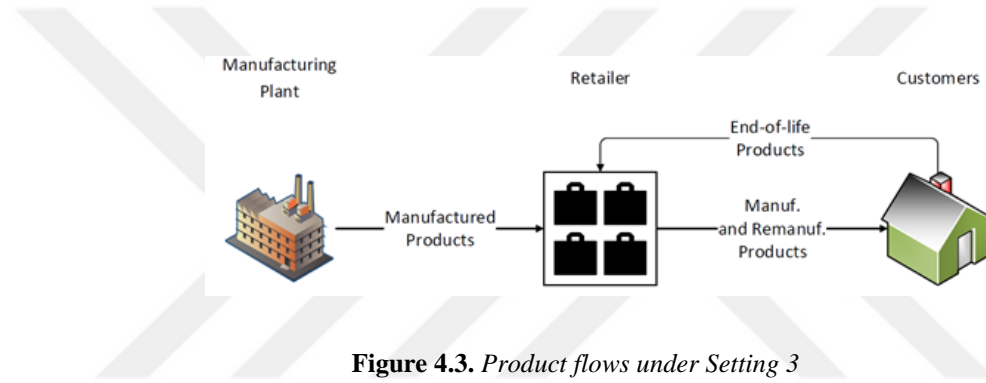 Manufacturing
Plant
Retailer
Customers
End-of-life
Products
Manufactured
Products
Manuf.
and Remanuf.
Products
Figure 4.3. Product flows under Setting 3